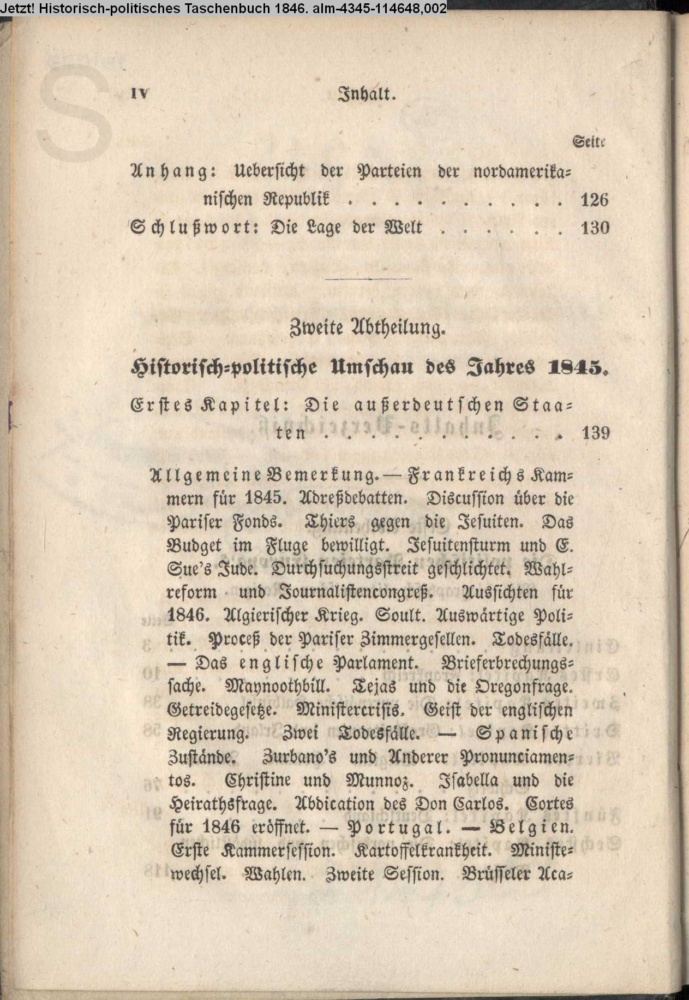 Jetzt! Historisch-politisches Taschenbuch 1846. alm-4345-114648,002
S
IV Inhalt.
Seite
Anhang: Uebersicht der Parteien der nordamerika-
nischen Republik . . . . . . . . . . 126
Schlußwort: Die Lage der Welt . . . . . . 130
Zweite Abtheilung.
Historisch-politische Umschau des Jahres 1845.
Erstes Kapitel: Die außerdeutschen Staa-
ten . . . . . . . . . . . 139
Allgemeine Bemerkung. — Frankreichs Kam-
mern für 1845. Adreßdebatten. Discussion über die
Pariser Fonds. Thiers gegen die Jesuiten. Das
Budget im Fluge bewilligt. Jesuitensturm und E.
Sue's Jude. Durchsuchungsstreit geschlichtet. Wahl-
reform und Journalistencongreß. Aussichten für
1846. Algierischer Krieg. Soult. Auswärtige Poli-
tik. Proceß der Pariser Zimmergesellen. Todesfälle.
— Das englische Parlament. Brieferbrechungs-
sache. Maynoothbill. Tejas und die Oregonfrage.
Getreidegesetze. Ministercrisis. Geist der englischen
Regierung. Zwei Todesfälle. — Spanische
Zustände. Zurbano's und Anderer Pronunciamen-
tos. Christine und Munnoz. Isabella und die
Heirathsfrage. Abdication des Don Carlos. Cortes
für 1846 eröffnet. — Portugal. — Belgien.
Erste Kammersession. Kartoffelkrankheit. Ministe-
wechsel. Wahlen. Zweite Session. Brüsseler Aca-